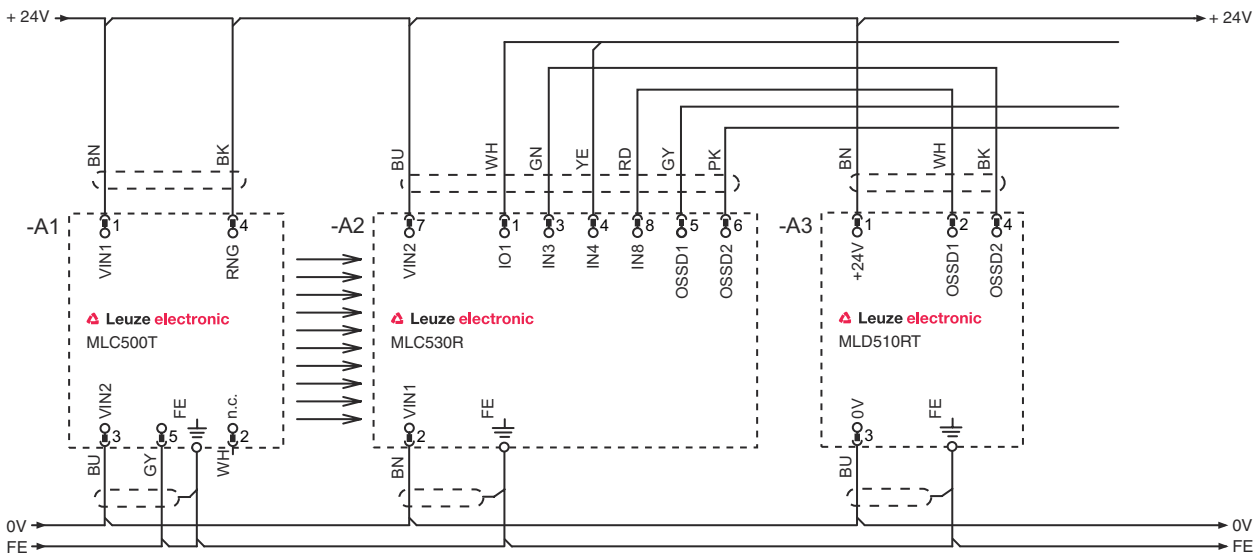 + 24V
+ 24V
BN
BK
BU
WH
GN
YE
RD
GY
PK
BN
WH
BK
-A1
1
4
-A2
7
1
3
4
8
5
6
-A3
1
2
4
VIN1
RNG
VIN2
IO1
IN3
IN4
IN8
OSSD1
OSSD2
+24V
OSSD1
OSSD2
Leuze electronic
MLC500T
Leuze electronic
MLC530R
Leuze electronic
MLD510RT
VIN2
FE
n.c.
VIN1
FE
0V
FE
3
5
2
2
3
BU
GY
WH
BN
BU
0V
0V
FE
FE